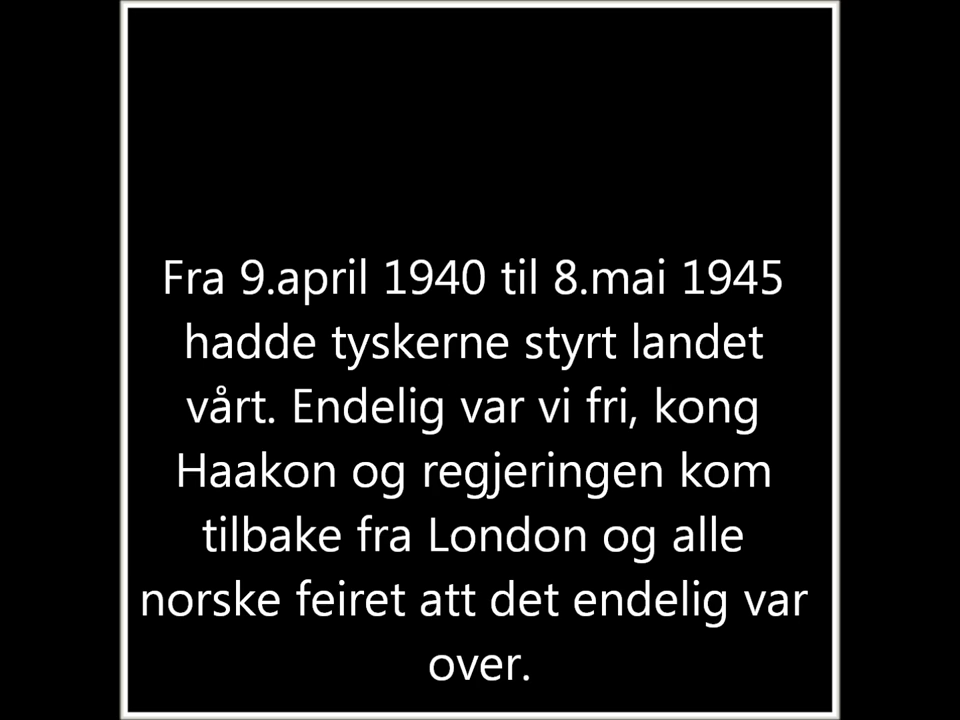 Fra 9.april 1940 til 8.mai 1945
hadde tyskerne styrt landet
vårt. Endelig var vi fri, kong
Haakon og regjeringen kom
tilbake fra London og alle
norske feiret att det endelig var
over.